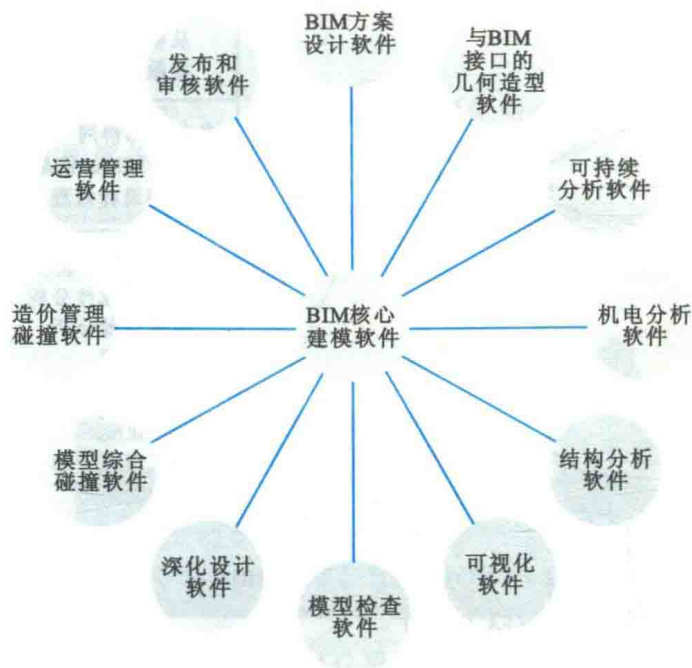 BIM方案
设计软件
与BIM
接口的
几何造型
软件
可持续
分析软件
机电分析
软件
结构分析
软件
可视化
软件
模型检查
软件
深化设计
软件
模型综合
碰撞软件
造价管理
碰撞软件
运营管理
软件
发布和
审核软件
BIM核心
建模软件